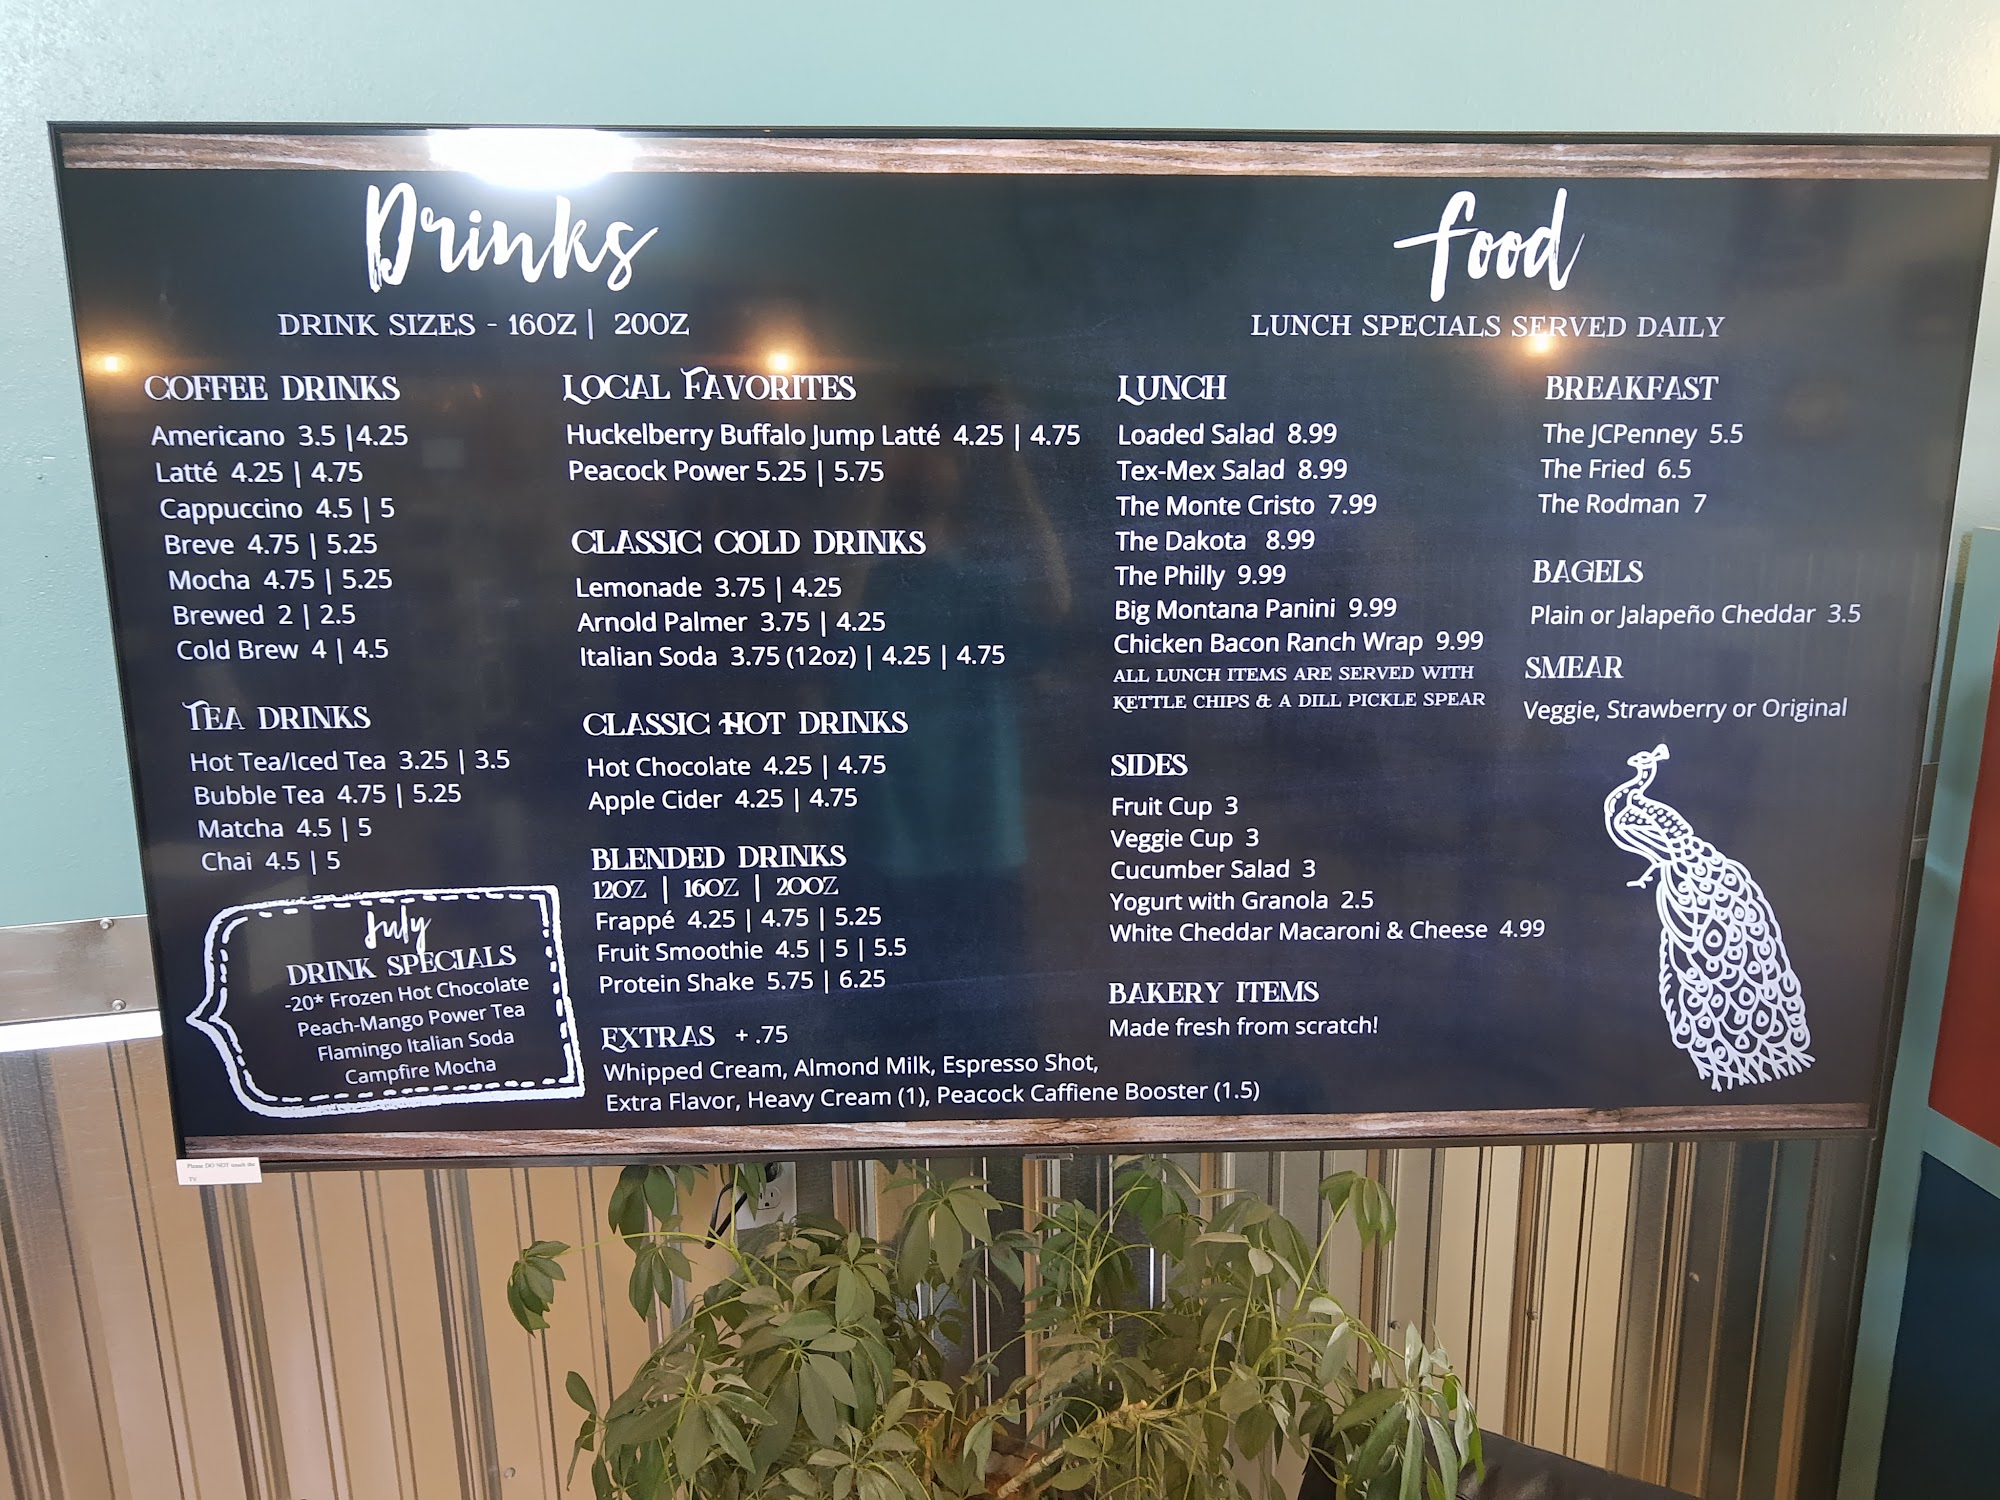 Drinks
DRINK SIZES - 16OZ | 20OZ
COFFEE DRINKS
Americano 3.5 |4.25
Latté 4.25 | 4.75
Cappuccino 4.5 | 5
Breve 4.75 | 5.25
Mocha 4.75 | 5.25
Brewed 2 | 2.5
Cold Brew 4 | 4.5
TEA DRINKS
Hot Tea/Iced Tea 3.25 | 3.5
Bubble Tea 4.75 | 5.25
Matcha 4.5 | 5
Chai 4.5 | 5
July
DRINK SPECIALS
-20* Frozen Hot Chocolate
Peach-Mango Power Tea
Flamingo Italian Soda
Campfire Mocha
LOCAL FAVORITES
Huckelberry Buffalo Jump Latté 4.25 | 4.75
Peacock Power 5.25 | 5.75
CLASSIC COLD DRINKS
Lemonade 3.75 | 4.25
Arnold Palmer 3.75 | 4.25
Italian Soda 3.75 (12oz) | 4.25 | 4.75
CLASSIC HOT DRINKS
Hot Chocolate 4.25 | 4.75
Apple Cider 4.25 | 4.75
BLENDED DRINKS
12OZ | 16OZ | 20OZ
Frappé 4.25 | 4.75 | 5.25
Fruit Smoothie 4.5 | 5 | 5.5
Protein Shake 5.75 | 6.25
EXTRAS + .75
Whipped Cream, Almond Milk, Espresso Shot,
Extra Flavor, Heavy Cream (1), Peacock Caffiene Booster (1.5)
food
LUNCH SPECIALS SERVED DAILY
LUNCH
Loaded Salad 8.99
Tex-Mex Salad 8.99
The Monte Cristo 7.99
The Dakota 8.99
The Philly 9.99
Big Montana Panini 9.99
Chicken Bacon Ranch Wrap 9.99
ALL LUNCH ITEMS ARE SERVED WITH
KETTLE CHIPS & A DILL PICKLE SPEAR
SIDES
Fruit Cup 3
Veggie Cup 3
Cucumber Salad 3
Yogurt with Granola 2.5
White Cheddar Macaroni & Cheese 4.99
BAKERY ITEMS
Made fresh from scratch!
BREAKFAST
The JCPenney 5.5
The Fried 6.5
The Rodman 7
BAGELS
Plain or Jalapeño Cheddar 3.5
SMEAR
Veggie, Strawberry or Original
Please DO NOT touch the
TV